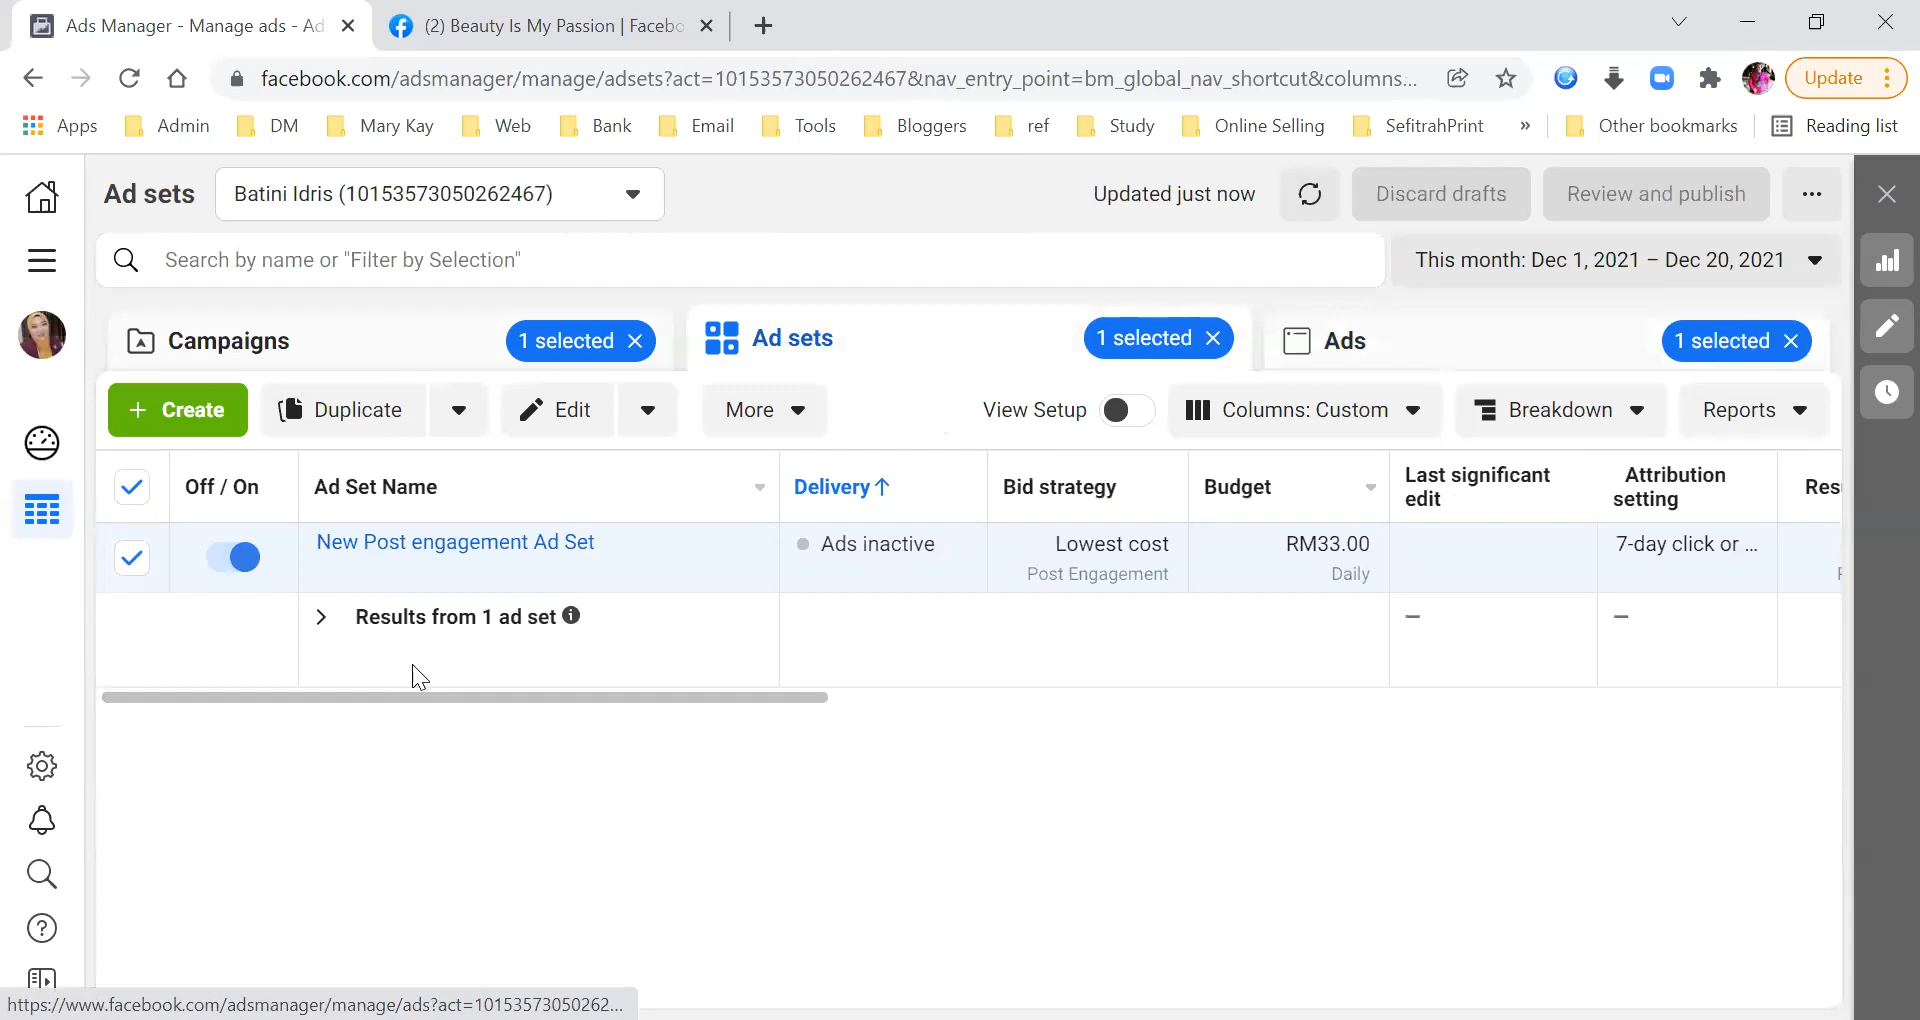 Ads Manager - Manage ads - Ad
(2) Beauty Is My Passion | Facebo
facebook.com/adsmanager/manage/adsets?act=10153573050262467&nav_entry_point=bm_global_nav_shortcut&columns...
Update
Apps
Admin
DM
Mary Kay
Web
Bank
Email
Tools
Bloggers
ref
Study
Online Selling
SefitrahPrint
»
Other bookmarks
Reading list
Ad sets
Batini Idris (10153573050262467)
Updated just now
Discard drafts
Review and publish
Search by name or "Filter by Selection"
This month: Dec 1, 2021 – Dec 20, 2021
Campaigns
1 selected
Ad sets
1 selected
Ads
1 selected
+ Create
Duplicate
Edit
More
View Setup
Columns: Custom
Breakdown
Reports
Off / On
Ad Set Name
Delivery↑
Bid strategy
Budget
Last significant
edit
Attribution
setting
Res
New Post engagement Ad Set
Ads inactive
Lowest cost
Post Engagement
RM33.00
Daily
7-day click or ...
Results from 1 ad set
–
–
https://www.facebook.com/adsmanager/manage/ads?act=10153573050262...